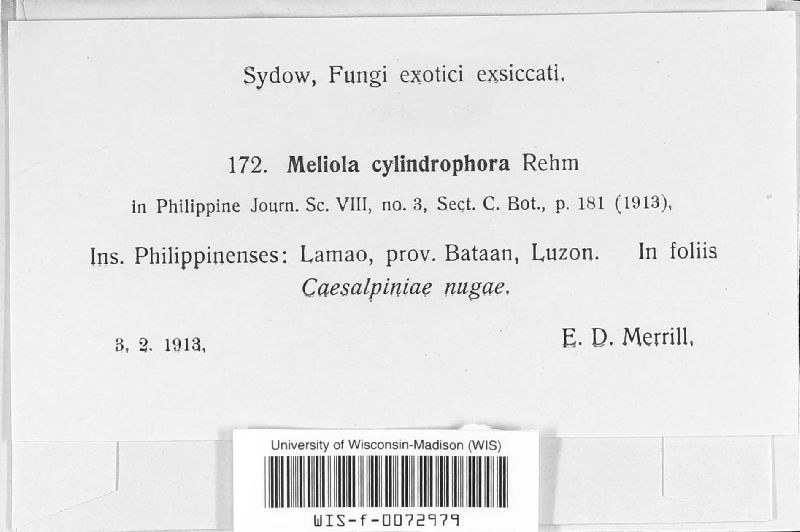 Sydow, Fungi exotici exsiccati.
172. Meliola cylindrophora Rehm
in Philippine Journ. Sc. VIII, no. 3, Sect. C. Bot., p. 181 (1913).
Ins. Philippinenses: Lamao, prov. Bataan, Luzon. In foliis
Caesalpiniae nugae.
3. 2. 1913. E. D. Merrill.
University of Wisconsin-Madison (WIS)
WIS-f-0072979